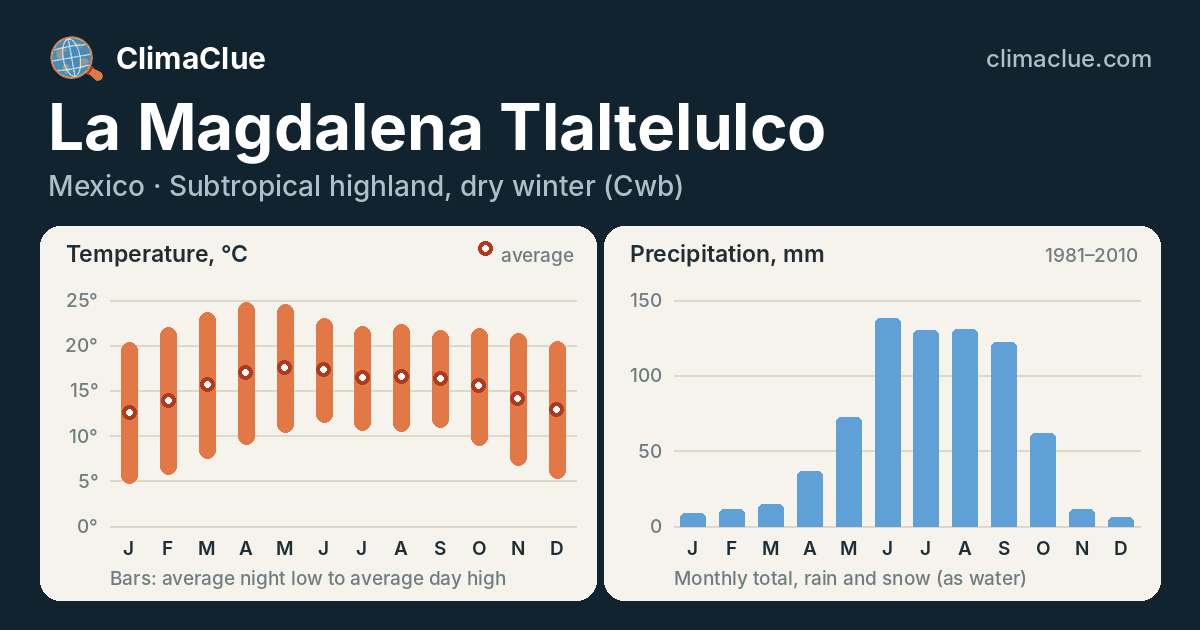 ClimaClue
climaclue.com
La Magdalena Tlaltelulco
Mexico · Subtropical highland, dry winter (Cwb)
Temperature, °C
average
25°
20°
15°
10°
5°
0°
J F M A M J J A S O N D
Bars: average night low to average day high
Precipitation, mm
1981–2010
150
100
50
0
J F M A M J J A S O N D
Monthly total, rain and snow (as water)